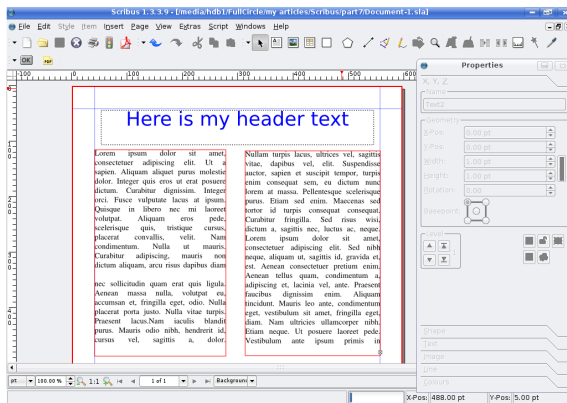 Scribus 1.3.3.9 - [/media/hdb1/FullCircle/my articles/Scribus/part7/Document-1.sla]
File Edit Extras Style Item Insert Page View Extras Script Windows Help
OK PDF
-100 0 100 200 300 400 500 600
Here is my header text
Lorem ipsum dolor sit amet,
consectetuer adipiscing elit. Ut a
sapien. Aliquam aliquet purus molestie
dolor. Integer quis eros ut erat posuere
dictum. Curabitur dignissim. Integer
orci. Fusce vulputate lacus at ipsum.
Quisque in libero nec mi laoreet
volutpat. Aliquam eros pede,
scelerisque quis, tristique cursus,
placerat convallis, velit. Nam
condimentum. Nulla ut mauris.
Curabitur adipiscing, mauris non
dictum aliquam, arcu risus dapibus diam
nec sollicitudin quam erat quis ligula.
Aenean massa nulla, volutpat eu,
accumsan et, fringilla eget, odio. Nulla
placerat porta justo. Nulla vitae turpis.
Praesent lacus.Nam iaculis blandit
purus. Mauris odio nibh, hendrerit id,
cursus vel, sagittis a, dolor.
Nullam turpis lacus, ultrices vel, sagittis
vitae, dapibus vel, elit. Suspendisse
auctor, sapien et suscipit tempor, turpis
enim consequat sem, eu dictum nunc
lorem at massa. Pellentesque scelerisque
purus. Etiam sed enim. Maecenas sed
tortor id turpis consequat consequat.
Curabitur fringilla. Sed risus wisi,
dictum a, sagittis nec, luctus ac, neque.
Lorem ipsum dolor sit amet,
consectetuer adipiscing elit. Sed nibh
neque, aliquam ut, sagittis id, gravida et,
est. Aenean consectetuer pretium enim.
Aenean tellus quam, condimentum a,
adipiscing et, lacinia vel, ante. Praesent
faucibus dignissim enim. Aliquam
tincidunt. Mauris leo ante, condimentum
eget, vestibulum sit amet, fringilla eget,
diam. Nam ultricies ullamcorper nibh.
Etiam neque. Ut posuere laoreet pede.
Vestibulum ante ipsum primis in
Properties
X, Y, Z
Name
Text2
Geometry
X-Pos: 0.00 pt
Y-Pos: 0.00 pt
Width: 1.00 pt
Height: 1.00 pt
Rotation: 0.00
Basepoint:
Level
1
Shape
Text
Image
Line
Colours
pt 100.00 % 1:1 1 of 1 Background
X-Pos: 488.00 pt Y-Pos: 5.00 pt